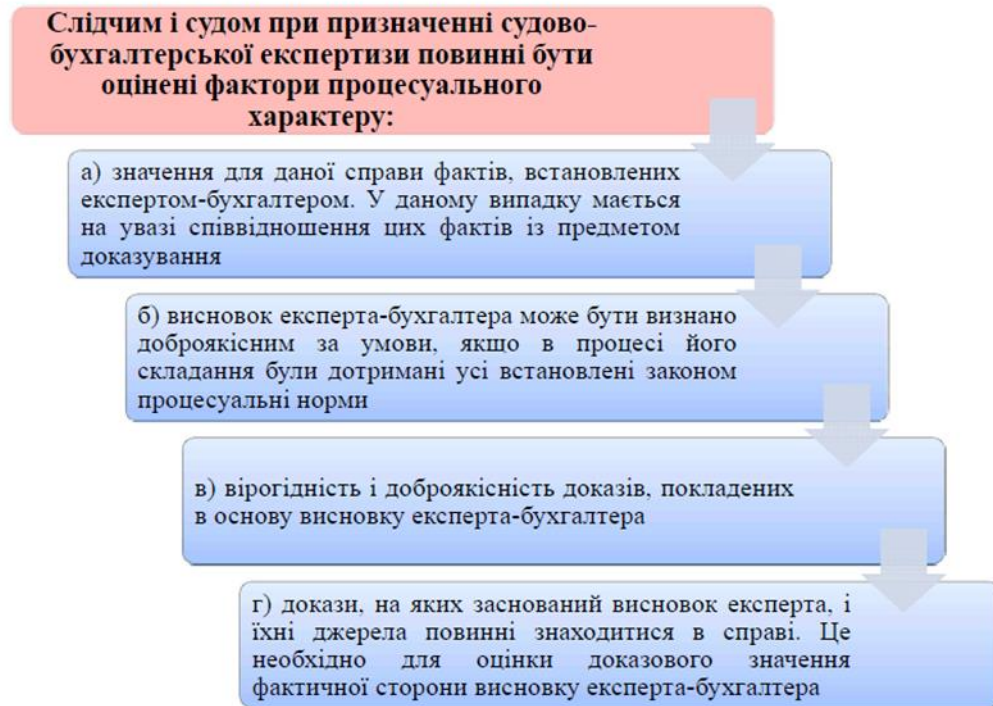 Слідчим і судом при призначенні судово-
бухгалтерської експертизи повинні бути
оцінені фактори процесуального
характеру:
а) значення для даної справи фактів, встановлених
експертом-бухгалтером. У даному випадку мається
на увазі співвідношення цих фактів із предметом
доказування
б) висновок експерта-бухгалтера може бути визнано
доброякісним за умови, якщо в процесі його
складання були дотримані усі встановлені законом
процесуальні норми
в) вірогідність і доброякісність доказів, покладених
в основу висновку експерта-бухгалтера
г) докази, на яких заснований висновок експерта, і
їхні джерела повинні знаходитися в справі. Це
необхідно для оцінки доказового значення
фактичної сторони висновку експерта-бухгалтера